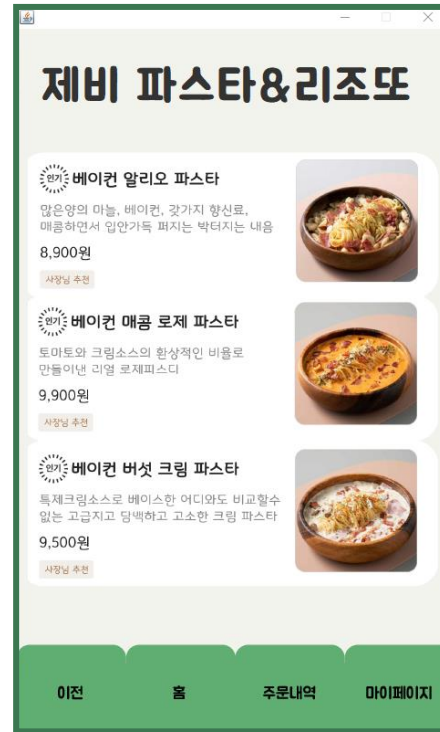 제비 파스타&리조또
인기 베이컨 알리오 파스타
많은양의 마늘, 베이컨, 갖가지 향신료,
매콤하면서 입안가득 퍼지는 박터지는 내음
8,900원
사장님 추천
인기 베이컨 매콤 로제 파스타
토마토와 크림소스의 환상적인 비율로
만들이낸 리얼 로제피스디
9,900원
사장님 추천
인기 베이컨 버섯 크림 파스타
특제크림소스로 베이스한 어디와도 비교할수
없는 고급지고 담백하고 고소한 크림 파스타
9,500원
사장님 추천
이전 홈 주문내역 마이페이지